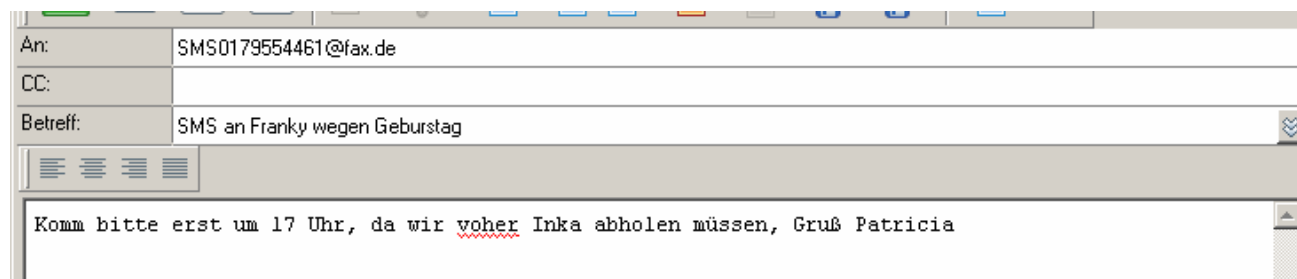 An: SMS0179554461@fax.de
CC:
Betreff: SMS an Franky wegen Geburstag
Komm bitte erst um 17 Uhr, da wir voher Inka abholen müssen, Gruß Patricia